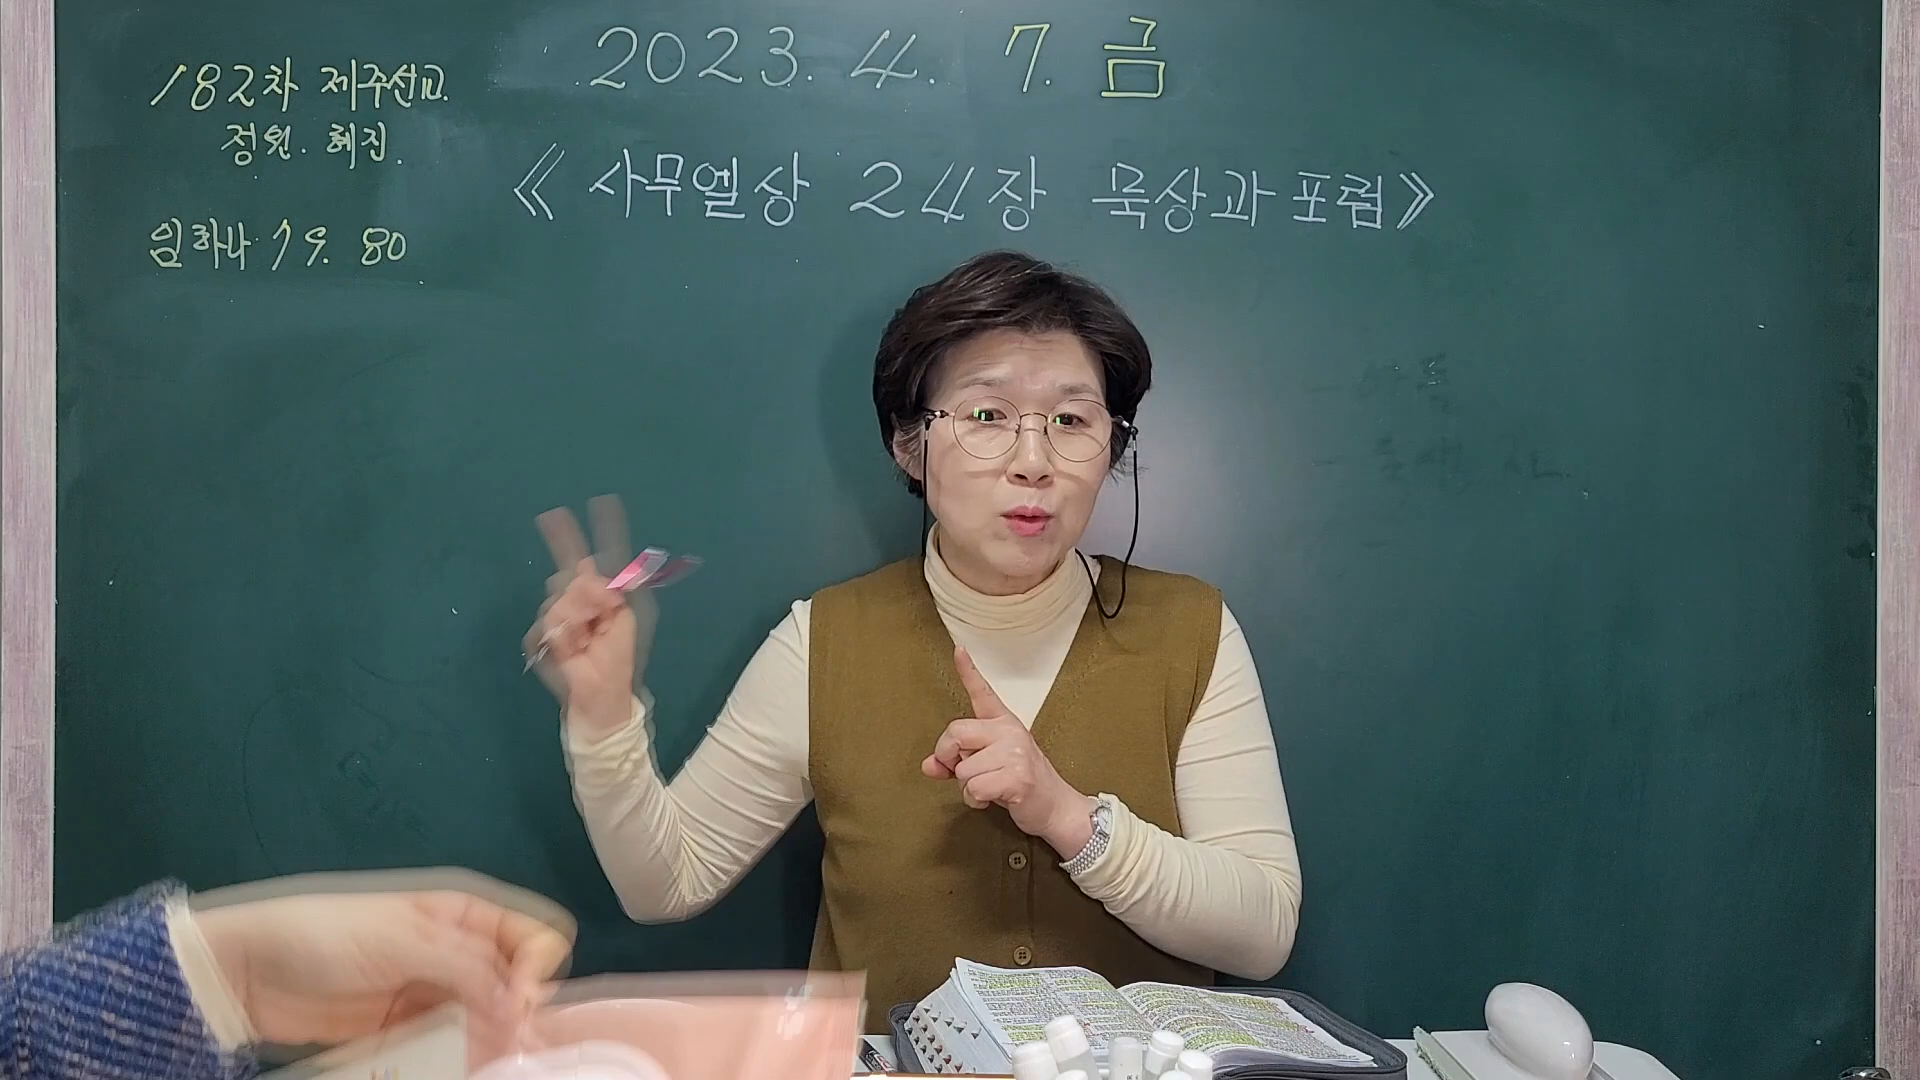 2023. 4. 7. 금
182차 제주선교.
정원. 혜진.
《 사무엘상 24장 묵상과 포럼》
임하나 79. 80